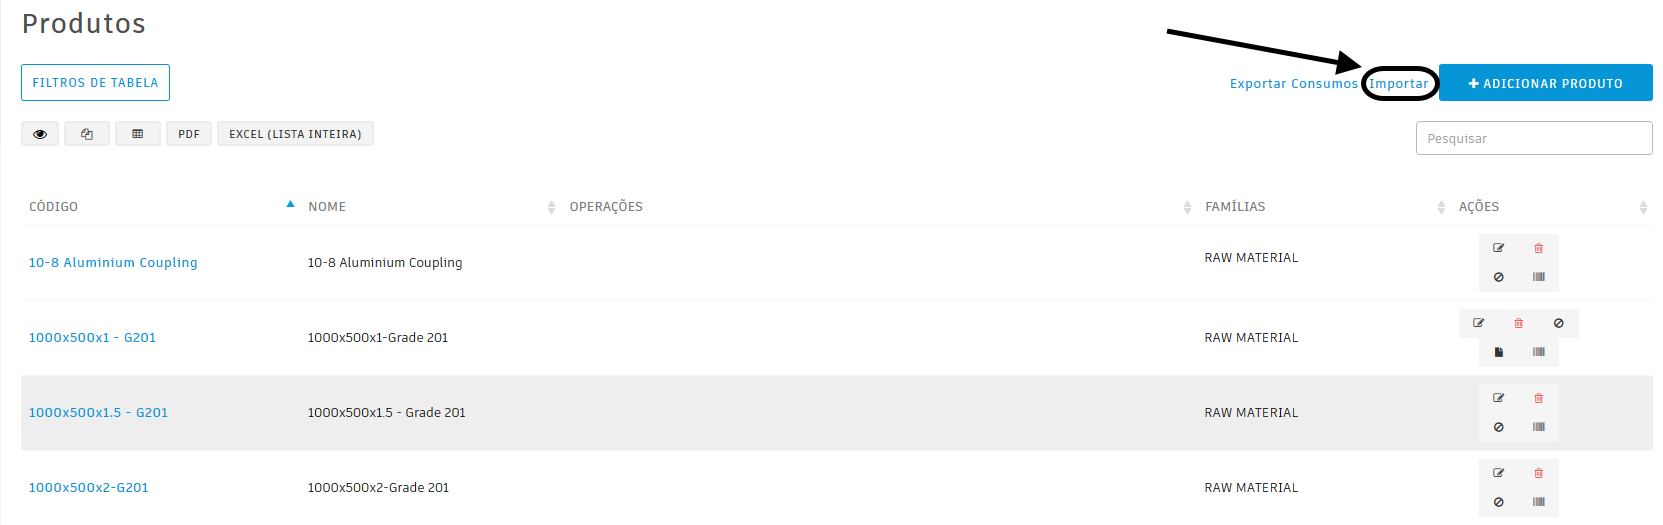 Produtos
FILTROS DE TABELA
Exportar Consumos Importar + ADICIONAR PRODUTO
PDF EXCEL (LISTA INTEIRA)
Pesquisar
CÓDIGO NOME OPERAÇÕES FAMÍLIAS AÇÕES
10-8 Aluminium Coupling 10-8 Aluminium Coupling RAW MATERIAL
1000x500x1 - G201 1000x500x1-Grade 201 RAW MATERIAL
1000x500x1.5 - G201 1000x500x1.5 - Grade 201 RAW MATERIAL
1000x500x2-G201 1000x500x2-Grade 201 RAW MATERIAL